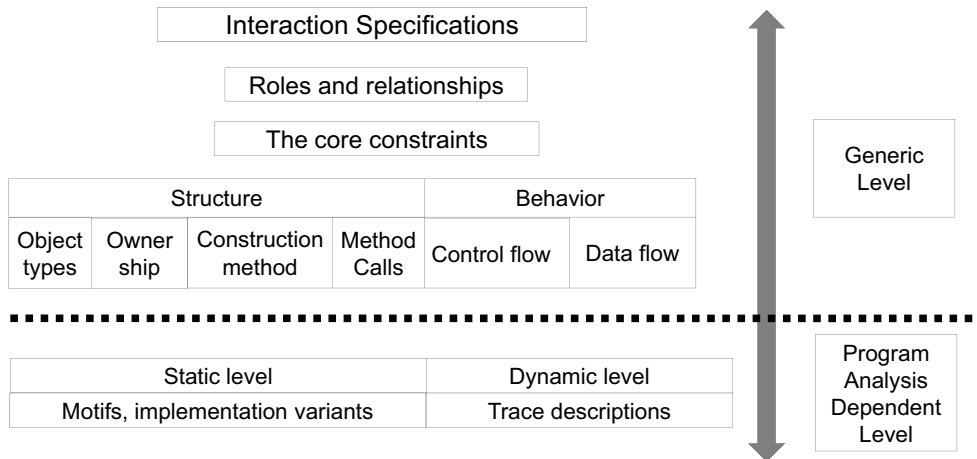 Interaction Specifications
Roles and relationships
The core constraints
Structure
Behavior
Object
types
Owner
ship
Construction
method
Method
Calls
Control flow
Data flow
Generic
Level
Static level
Dynamic level
Motifs, implementation variants
Trace descriptions
Program
Analysis
Dependent
Level